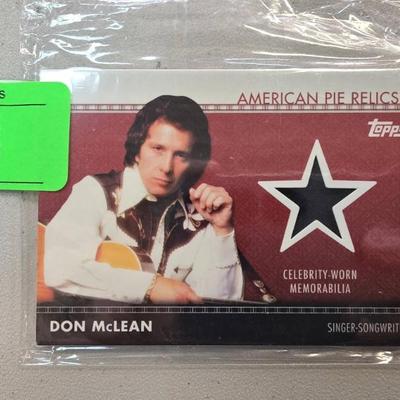 s
AMERICAN PIE RELICS
Topps
CELEBRITY-WORN
MEMORABILIA
DON McLEAN
SINGER-SONGWRIT